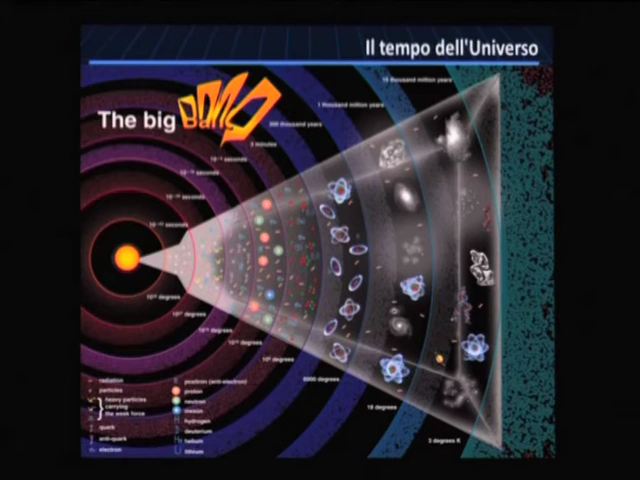 Il tempo dell'Universo
The big Bang
15 thousand million years
1 thousand million years
300 thousand years
3 minutes
seconds
seconds
seconds
seconds
degrees
degrees
degrees
degrees
degrees
6000 degrees
18 degrees
3 degrees K
radiation
particles
heavy particles
carrying
the weak force
quark
anti-quark
electron
positron (anti-electron)
proton
neutron
meson
hydrogen
deuterium
helium
lithium